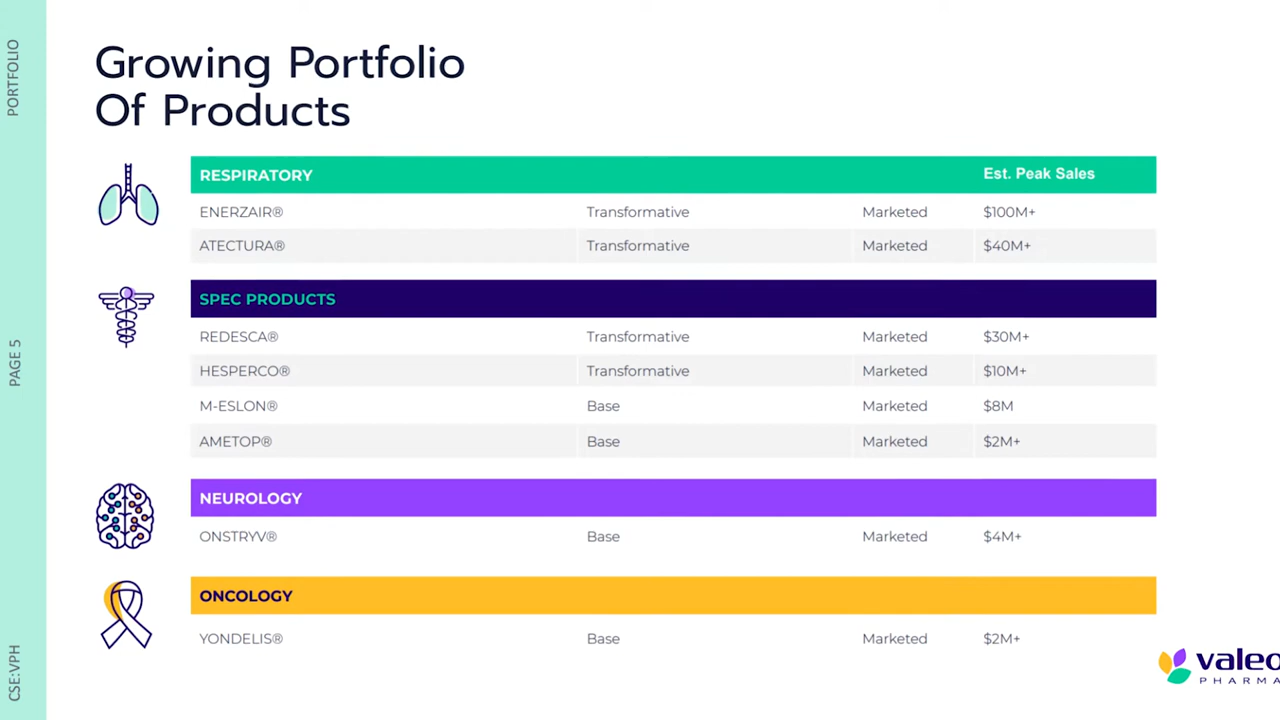 PORTFOLIO
Growing Portfolio
Of Products
RESPIRATORY Est. Peak Sales
ENERZAIR® Transformative Marketed $100M+
ATECTURA® Transformative Marketed $40M+
SPEC PRODUCTS
REDESCA® Transformative Marketed $30M+
HESPERCO® Transformative Marketed $10M+
M-ESLON® Base Marketed $8M
AMETOP® Base Marketed $2M+
PAGE 5
NEUROLOGY
ONSTRYV® Base Marketed $4M+
ONCOLOGY
YONDELIS® Base Marketed $2M+
CSE:VPH
valeo
PHARMA